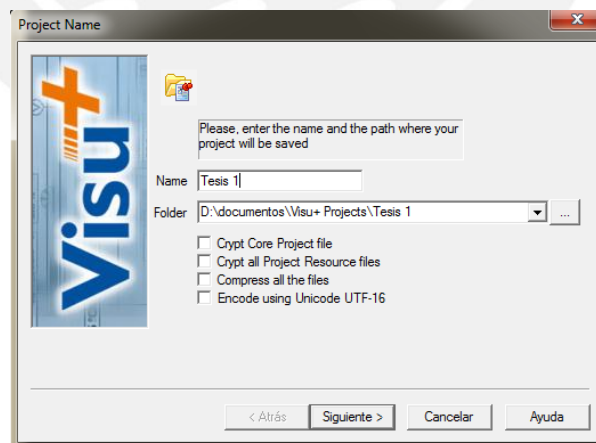 Project Name
Visu+
Please, enter the name and the path where your
project will be saved
Name Tesis 1
Folder D:\documentos\Visu+ Projects\Tesis 1 ...
Crypt Core Project file
Crypt all Project Resource files
Compress all the files
Encode using Unicode UTF-16
< Atrás Siguiente > Cancelar Ayuda